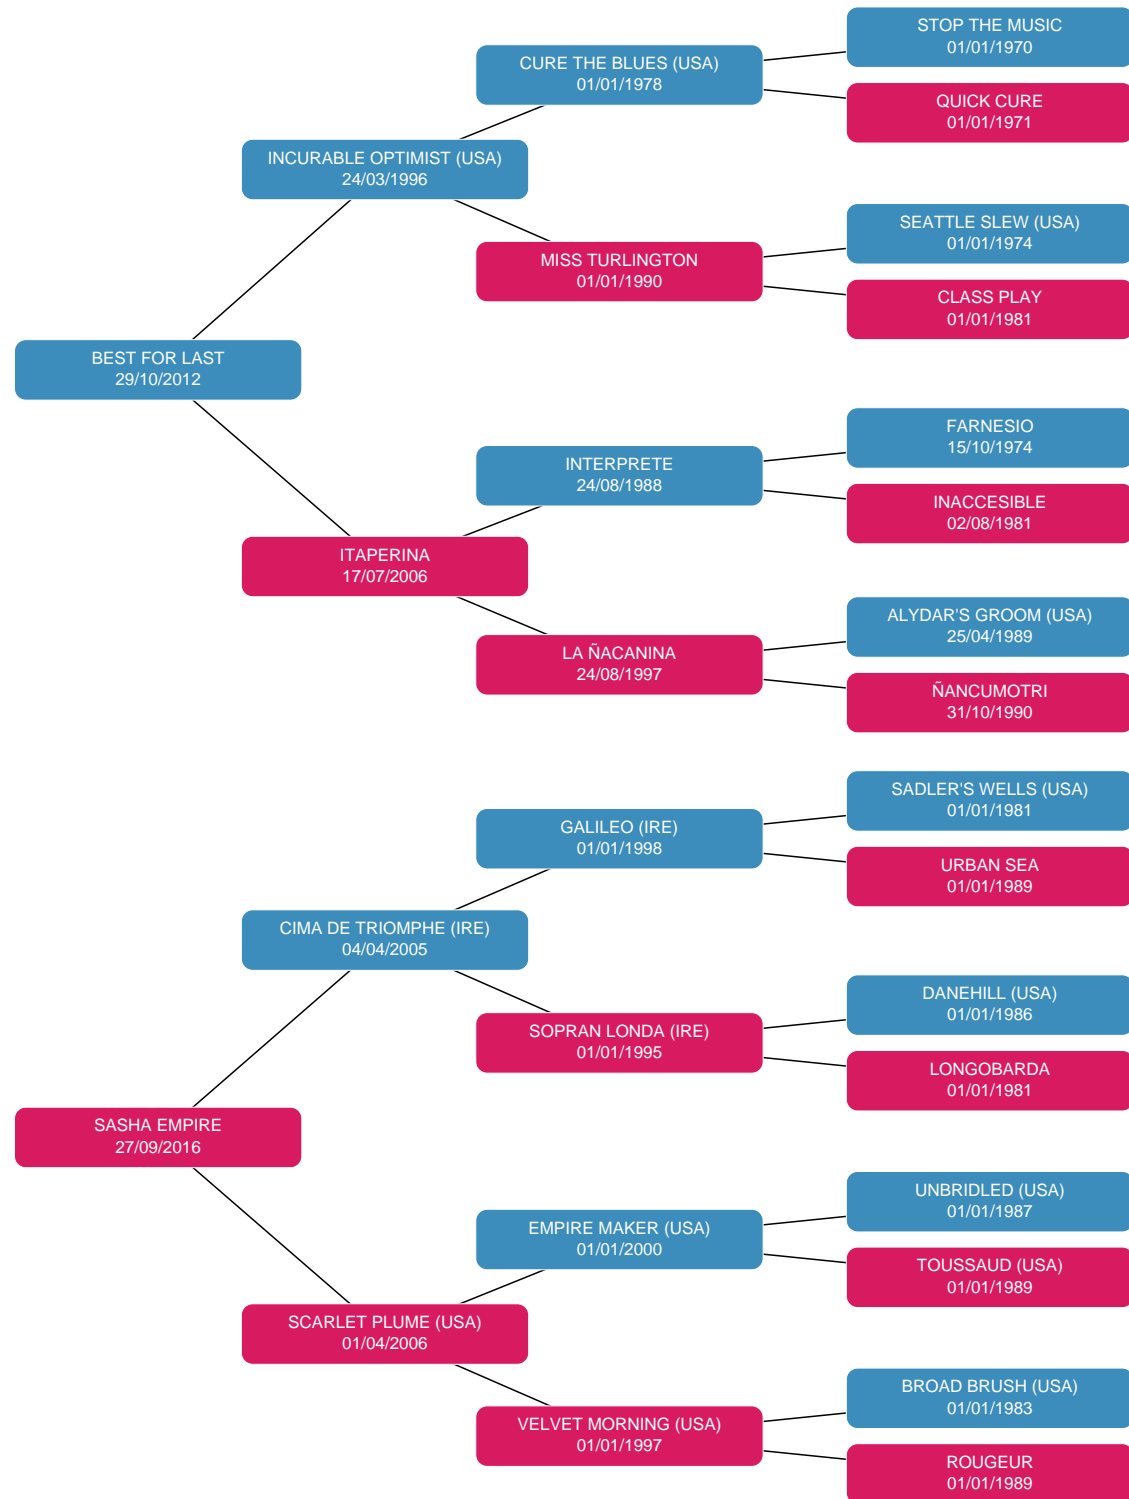 STOP THE MUSIC
01/01/1970
CURE THE BLUES (USA)
01/01/1978
QUICK CURE
01/01/1971
INCURABLE OPTIMIST (USA)
24/03/1996
SEATTLE SLEW (USA)
01/01/1974
MISS TURLINGTON
01/01/1990
CLASS PLAY
01/01/1981
BEST FOR LAST
29/10/2012
FARNESIO
15/10/1974
INTERPRETE
24/08/1988
INACCESIBLE
02/08/1981
ITAPERINA
17/07/2006
ALYDAR'S GROOM (USA)
25/04/1989
LA ÑACANINA
24/08/1997
ÑANCUMOTRI
31/10/1990
SADLER'S WELLS (USA)
01/01/1981
GALILEO (IRE)
01/01/1998
URBAN SEA
01/01/1989
CIMA DE TRIOMPHE (IRE)
04/04/2005
DANEHILL (USA)
01/01/1986
SOPRAN LONDA (IRE)
01/01/1995
LONGOBARDA
01/01/1981
SASHA EMPIRE
27/09/2016
UNBRIDLED (USA)
01/01/1987
EMPIRE MAKER (USA)
01/01/2000
TOUSSAUD (USA)
01/01/1989
SCARLET PLUME (USA)
01/04/2006
BROAD BRUSH (USA)
01/01/1983
VELVET MORNING (USA)
01/01/1997
ROUGEUR
01/01/1989